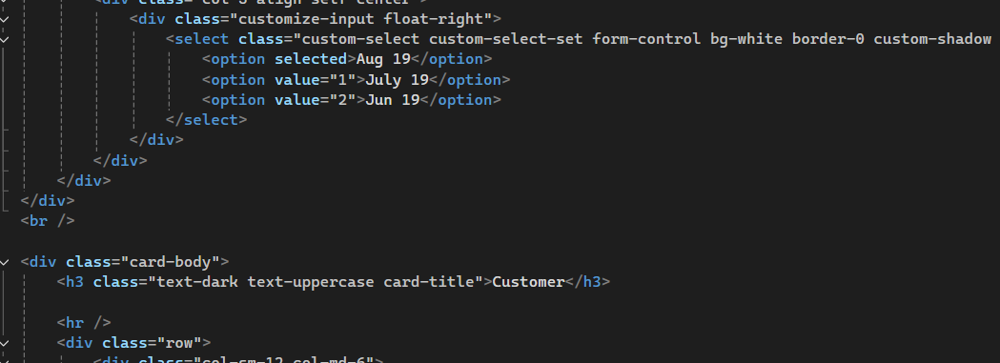 <div class="col-5 align-self-center">
<div class="customize-input float-right">
<select class="custom-select custom-select-set form-control bg-white border-0 custom-shadow
<option selected>Aug 19</option>
<option value="1">July 19</option>
<option value="2">Jun 19</option>
</select>
</div>
</div>
</div>
</div>
<br />
<div class="card-body">
<h3 class="text-dark text-uppercase card-title">Customer</h3>
<hr />
<div class="row">
<div class="col-sm-12 col-md-6">